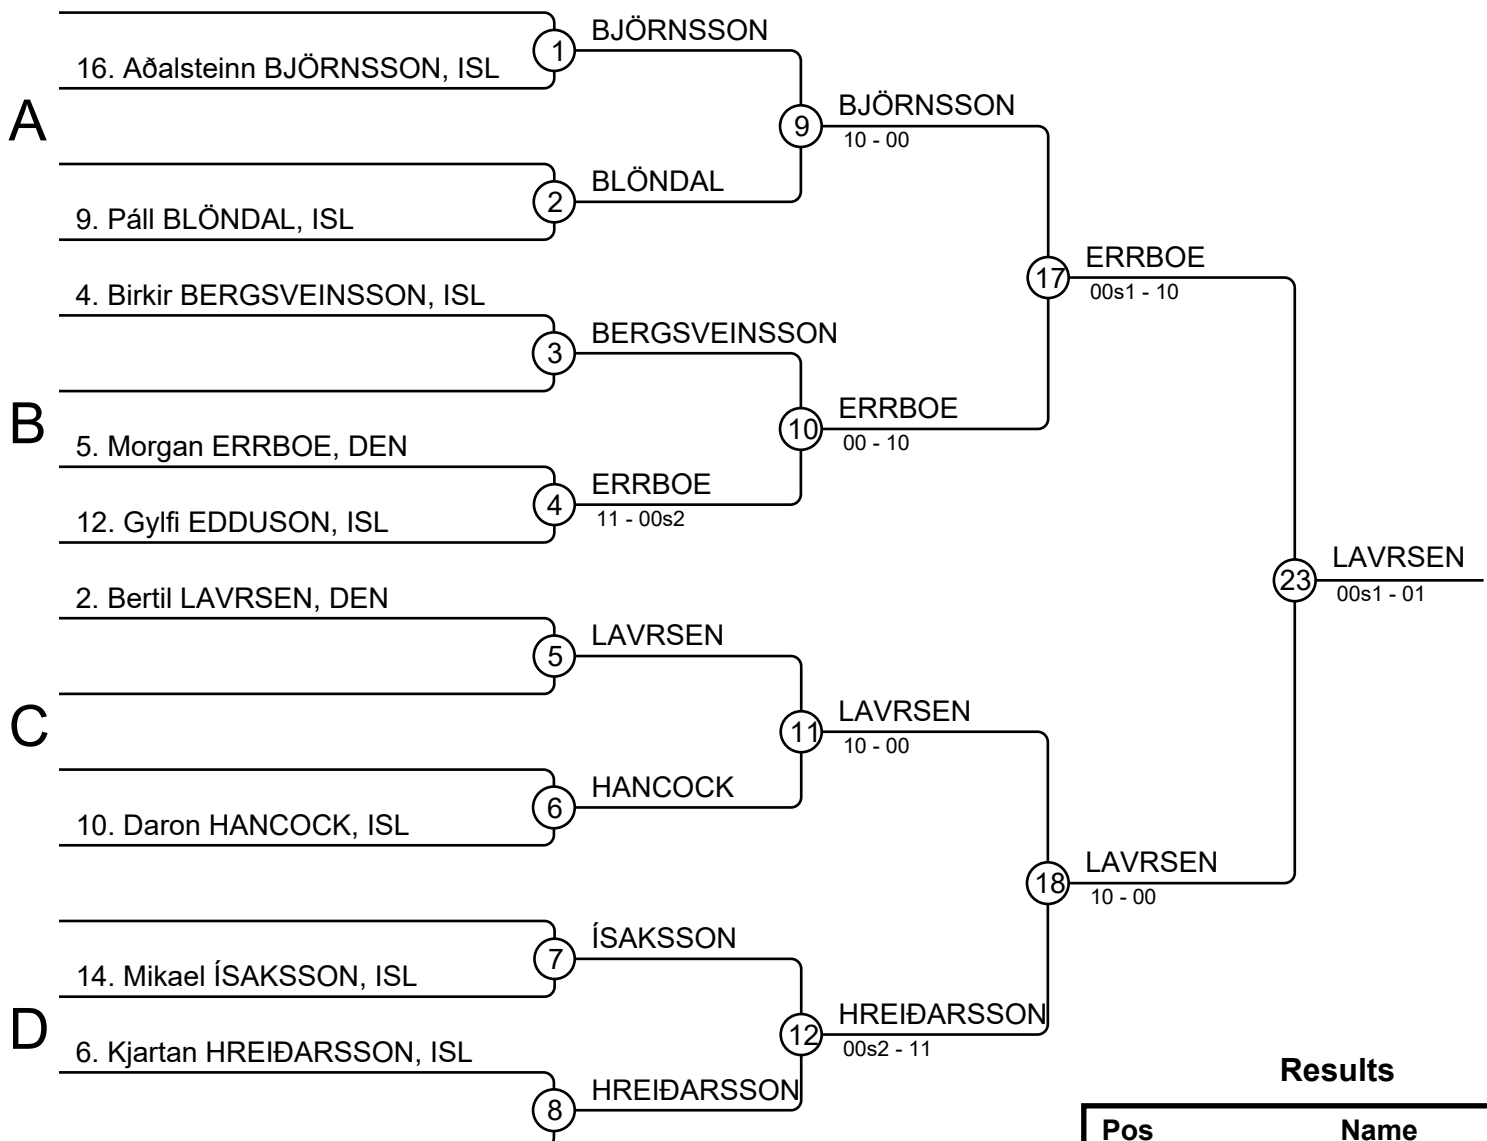 BJÖRNSSON
1
16. Aðalsteinn BJÖRNSSON, ISL
A
BJÖRNSSON
9
10 - 00
BLÖNDAL
2
9. Páll BLÖNDAL, ISL
ERRBOE
17
00s1 - 10
4. Birkir BERGSVEINSSON, ISL
BERGSVEINSSON
3
B
ERRBOE
10
00 - 10
5. Morgan ERRBOE, DEN
ERRBOE
4
11 - 00s2
12. Gylfi EDDUSON, ISL
LAVRSEN
23
00s1 - 01
2. Bertil LAVRSEN, DEN
LAVRSEN
5
C
LAVRSEN
11
10 - 00
HANCOCK
6
10. Daron HANCOCK, ISL
LAVRSEN
18
10 - 00
ÍSAKSSON
7
14. Mikael ÍSAKSSON, ISL
D
HREIÐARSSON
12
00s2 - 11
6. Kjartan HREIÐARSSON, ISL
HREIÐARSSON
8
Results
Pos Name